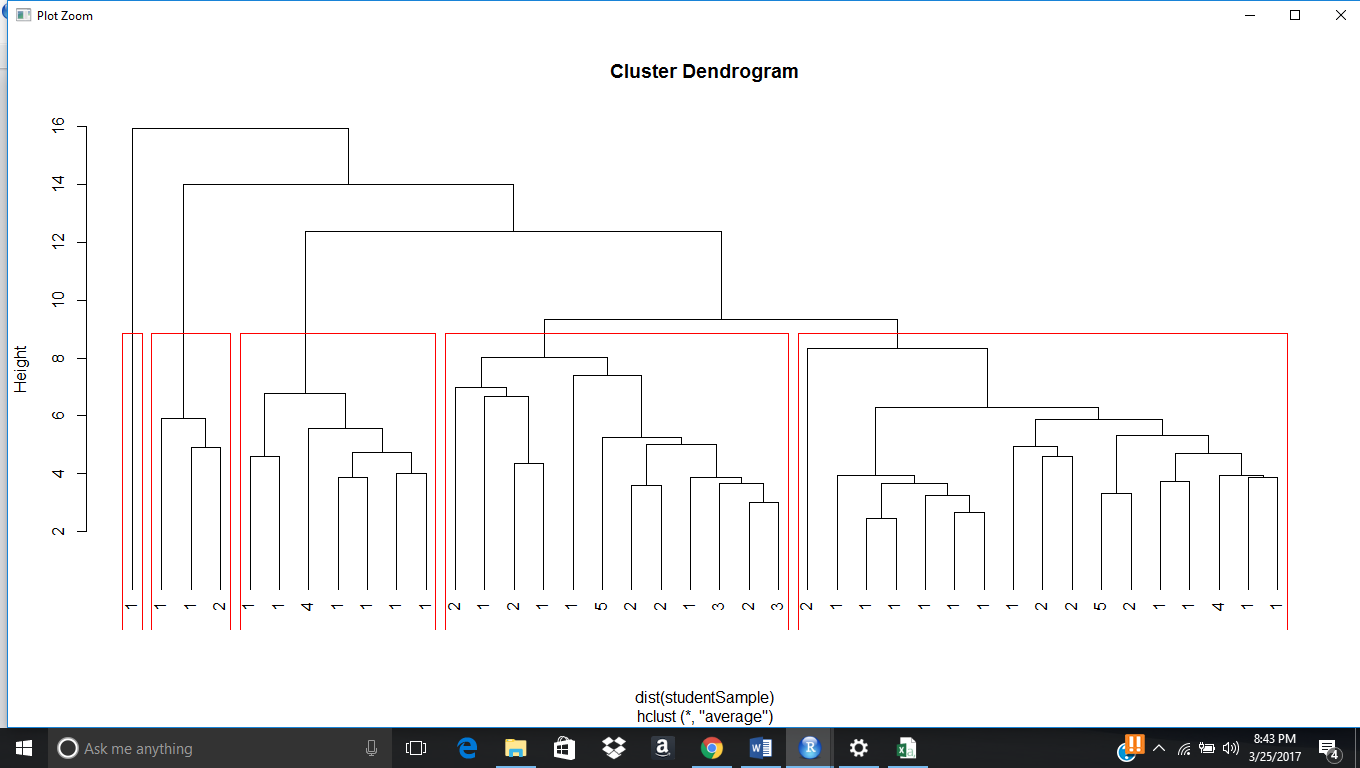 Plot Zoom
Cluster Dendrogram
Height
16
14
12
10
8
6
4
2
1 1 1 2 1 1 4 1 1 1 1 2 1 2 1 1 5 2 2 1 3 2 3 2 1 1 1 1 1 1 1 2 2 5 2 1 1 4 1 1
dist(studentSample)
hclust (*, "average")
Ask me anything
8:43 PM
3/25/2017
4